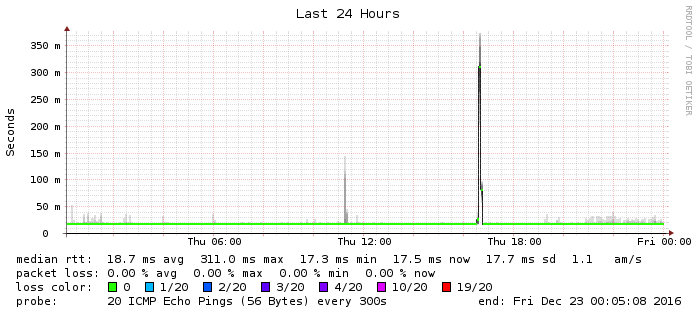 Last 24 Hours
RRDTOOL / TOBI OETIKER
Seconds
350 m
300 m
250 m
200 m
150 m
100 m
50 m
0
Thu 06:00 Thu 12:00 Thu 18:00 Fri 00:00
median rtt: 18.7 ms avg 311.0 ms max 17.3 ms min 17.5 ms now 17.7 ms sd 1.1 am/s
packet loss: 0.00 % avg 0.00 % max 0.00 % min 0.00 % now
loss color: 0 1/20 2/20 3/20 4/20 10/20 19/20
probe: 20 ICMP Echo Pings (56 Bytes) every 300s end: Fri Dec 23 00:05:08 2016